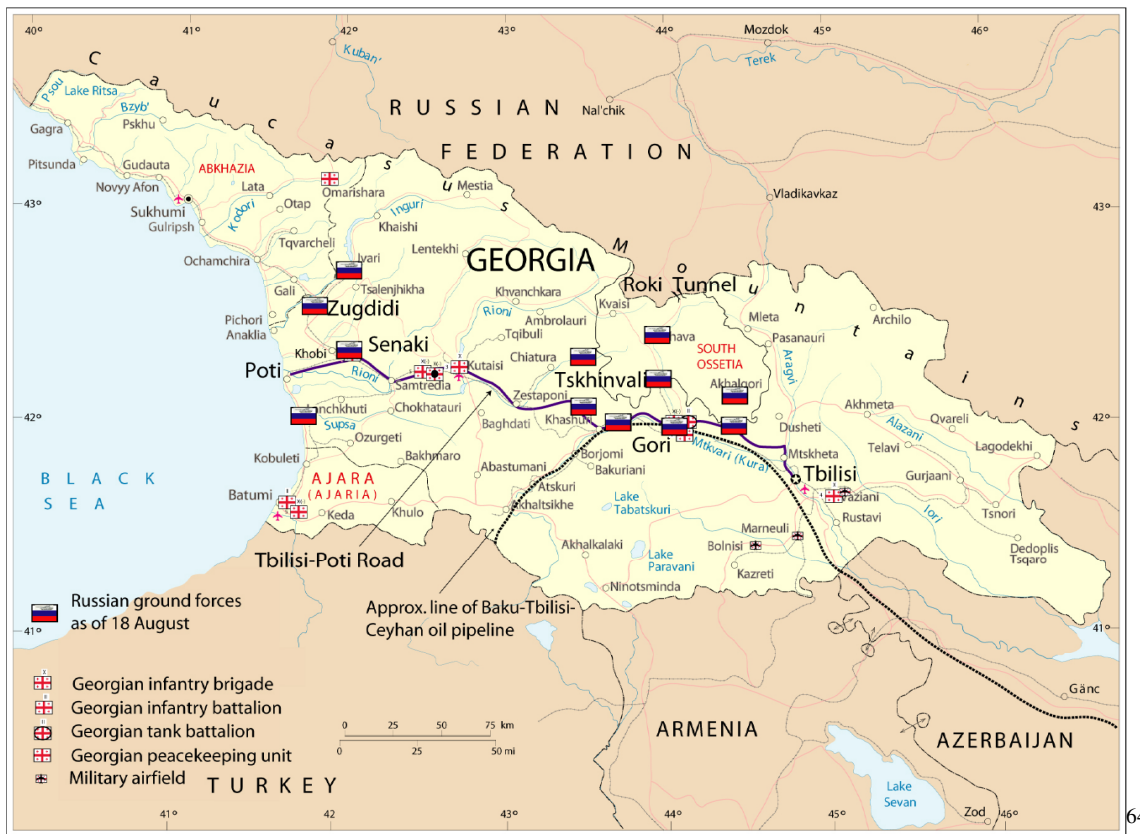 40°
41°
42°
43°
44°
45°
46°
Mozdok
Terek
Kuban'
Caucasus Mountains
Psou
Lake Ritsa
Bzyb'
Pskhu
Gagra
Pitsunda
Gudauta
Novyy Afon
ABKHAZIA
Lata
Omarishara
Sukhumi
Gulripsh
Kodori
Otap
Tqvarcheli
Ochamchira
RUSSIAN
FEDERATION
Nal'chik
Vladikavkaz
43°
43°
Mestia
Inguri
Khaishi
Lentekhi
GEORGIA
Roki Tunnel
Gali
Tsalenjhikha
Zugdidi
Khvanchkara
Rioni
Ambrolauri
Tqibuli
Kvaisi
Mleta
Pasanauri
Archilo
Pichori
Anaklia
Khobi
Senaki
Chiatura
SOUTH
OSSETIA
Aragvi
Poti
Rioni
Samtredia
Kutaisi
Tskhinvali
Akhalgori
Zestaponi
42°
42°
Supsa
Chokhatauri
Baghdati
Khashuri
Gori
Dusheti
Akhmeta
Qvareli
Alazani
Lagodekhi
Ozurgeti
Mtkvari (Kura)
Mtskheta
Telavi
Kobuleti
Bakhmaro
Borjomi
Bakuriani
Tbilisi
Gurjaani
BLACK
SEA
AJARA
(AJARIA)
Abastumani
Atskuri
Batumi
Keda
Khulo
Lake
Tabatskuri
Rustavi
Iori
Tsnori
Marneuli
Bolnisi
Akhalkalaki
Lake
Paravani
Kazreti
Dedoplis
Tsqaro
Tbilisi-Poti Road
Ninotsminda
Approx. line of Baku-Tbilisi-
Ceyhan oil pipeline
Russian ground forces
as of 18 August
41°
41°
Georgian infantry brigade
Georgian infantry battalion
Georgian tank battalion
Georgian peacekeeping unit
Military airfield
0 25 50 75 km
0 25 50 mi
ARMENIA
AZERBAIJAN
Gänc
TURKEY
Lake
Sevan
Zod
41°
42°
43°
44°
45°
46°